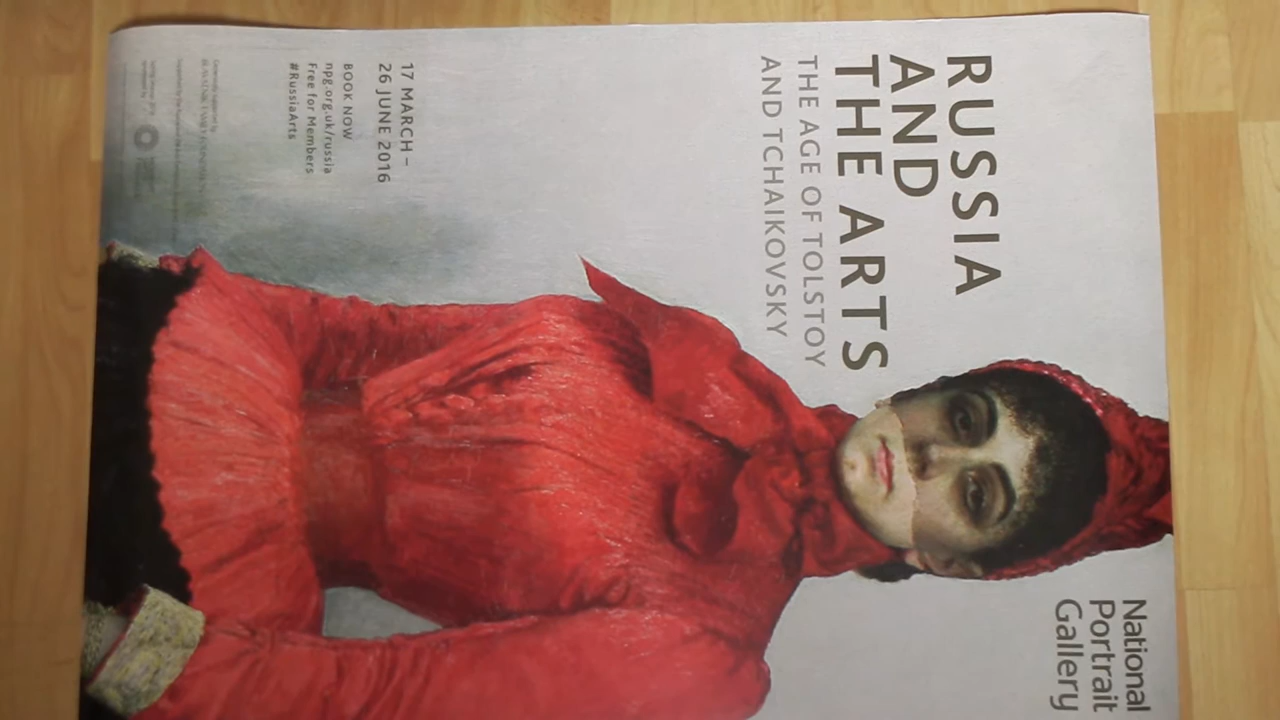 RUSSIA
AND
THE ARTS
THE AGE OF TOLSTOY
AND TCHAIKOVSKY
17 MARCH –
26 JUNE 2016
BOOK NOW
npg.org.uk/russia
Free for Members
#RussiaArts
National
Portrait
Gallery